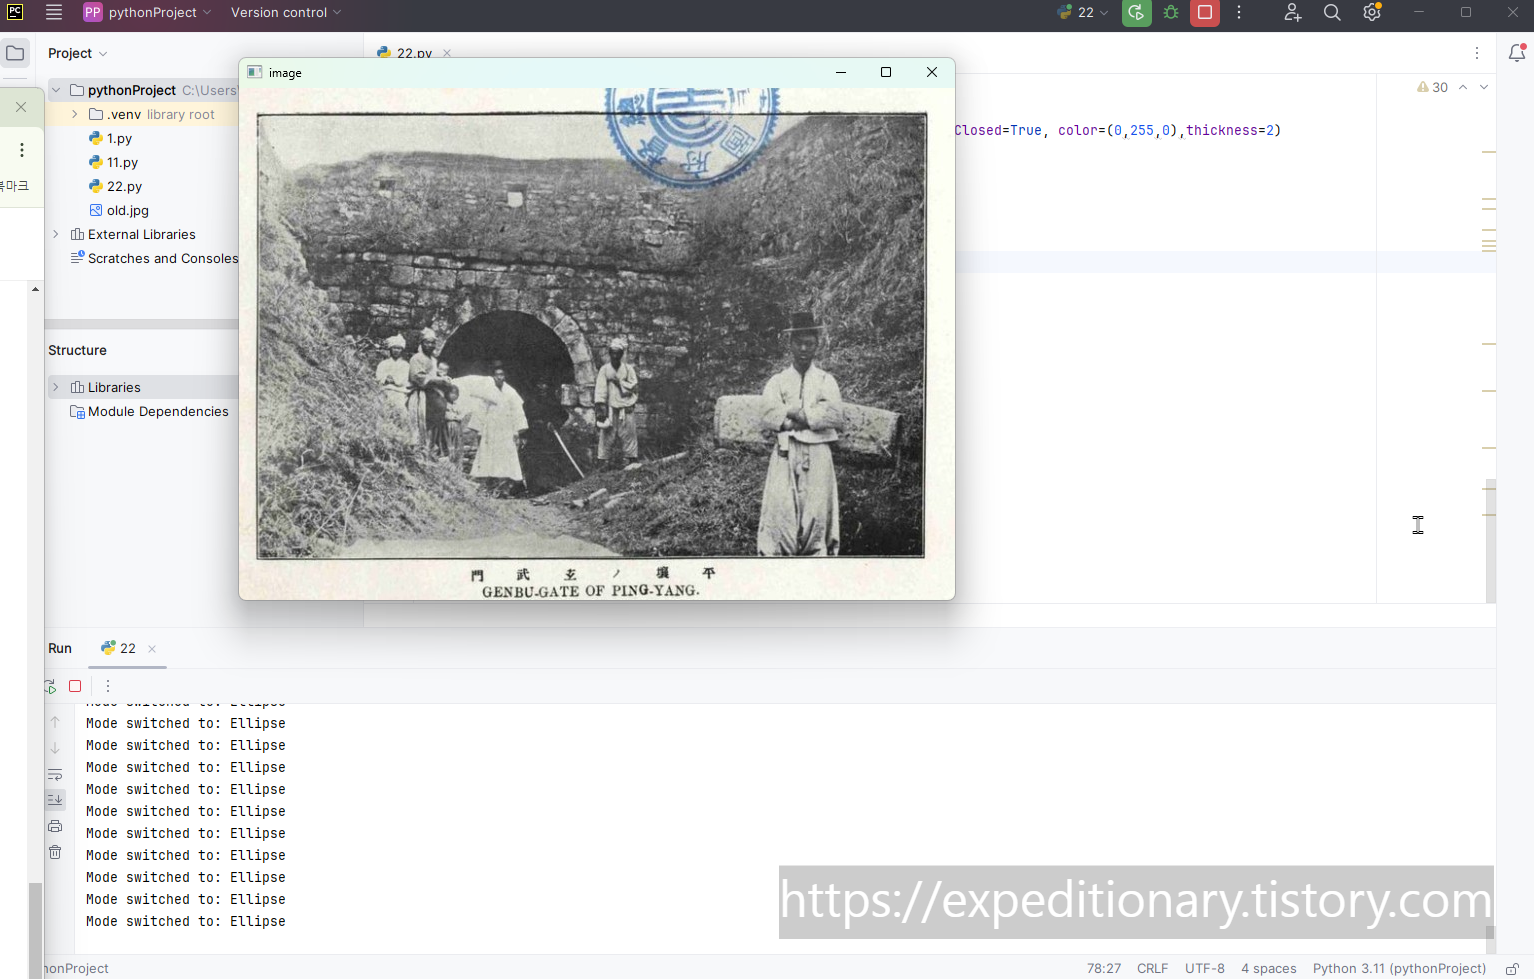 PC
PP pythonProject
Version control
22
Project
22.py
pythonProject C:\Users\
.venv library root
1.py
11.py
22.py
old.jpg
External Libraries
Scratches and Consoles
북마크
image
Closed=True, color=(0,255,0),thickness=2)
30
門 武 玄 ノ 壤 平
GENBU-GATE OF PING-YANG.
Structure
Libraries
Module Dependencies
Run
22
Mode switched to: Ellipse
Mode switched to: Ellipse
Mode switched to: Ellipse
Mode switched to: Ellipse
Mode switched to: Ellipse
Mode switched to: Ellipse
Mode switched to: Ellipse
Mode switched to: Ellipse
Mode switched to: Ellipse
Mode switched to: Ellipse
Mode switched to: Ellipse
https://expeditionary.tistory.com
honProject
78:27 CRLF UTF-8 4 spaces Python 3.11 (pythonProject)